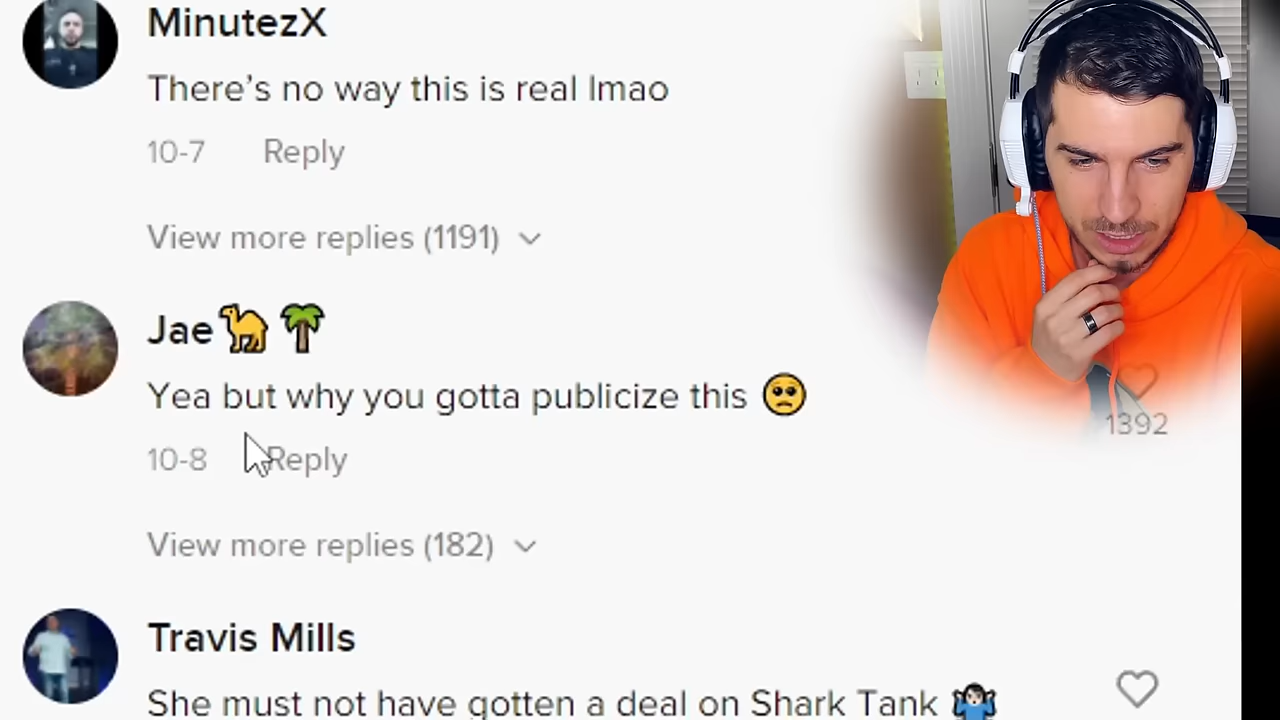 MinutezX
There's no way this is real lmao
10-7 Reply
View more replies (1191)
Jae🐪🌴
Yea but why you gotta publicize this 🥺
1392
10-8 Reply
View more replies (182)
Travis Mills
She must not have gotten a deal on Shark Tank 🤷🏻‍♂️